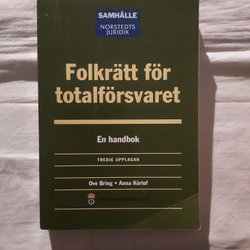 SAMHÄLLE
NORSTEDTS
JURIDIK
Folkrätt för
totalförsvaret
En handbok
TREDJE UPPLAGAN
Ove Bring • Anna Körlof